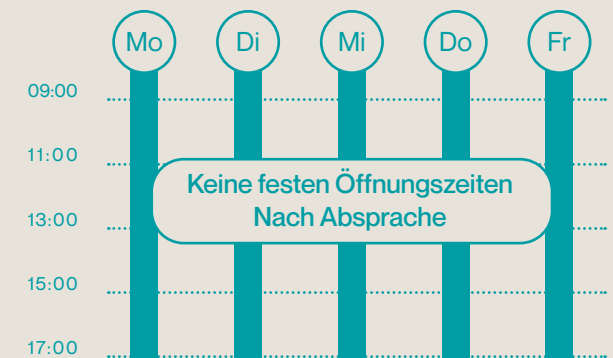 Mo Di Mi Do Fr
09:00
11:00
Keine festen Öffnungszeiten
Nach Absprache
13:00
15:00
17:00